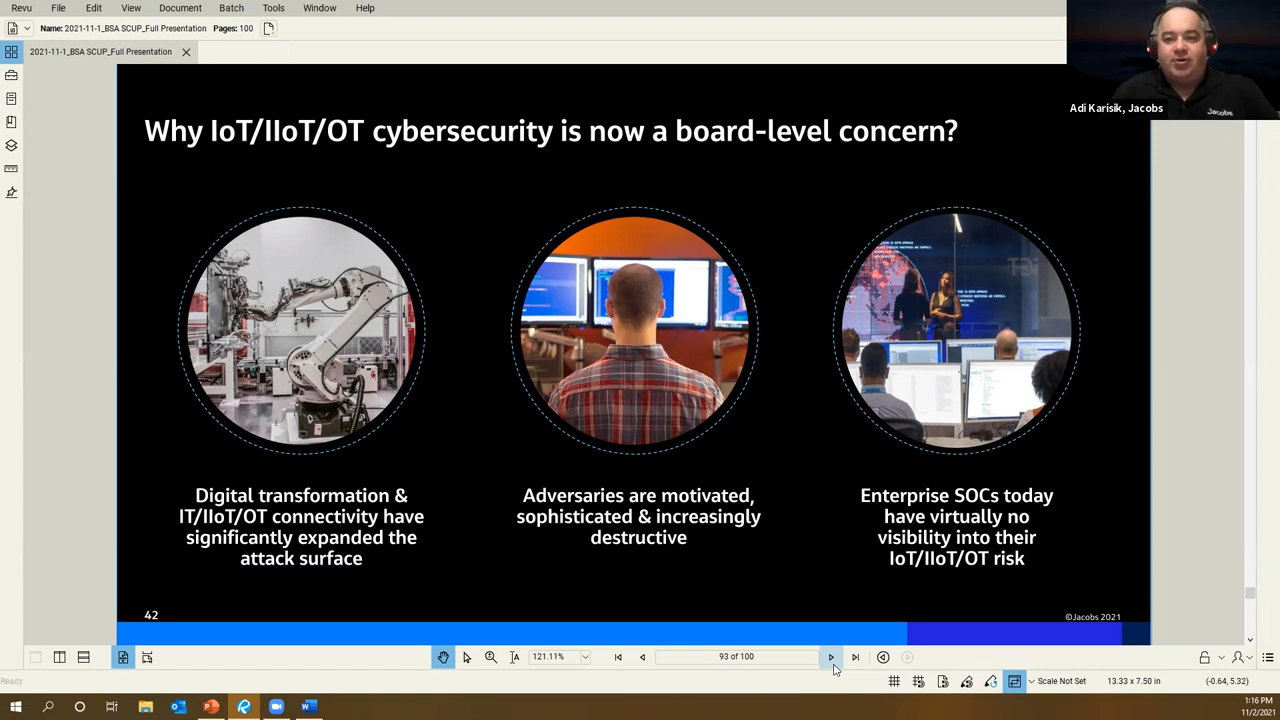 Revu File Edit View Document Batch Tools Window Help
Name: 2021-11-1_BSA SCUP_Full Presentation Pages: 100
2021-11-1_BSA SCUP_Full Presentation
Jacobs
Adi Karisik, Jacobs
Why IoT/IIoT/OT cybersecurity is now a board-level concern?
Digital transformation &
IT/IIoT/OT connectivity have
significantly expanded the
attack surface
Adversaries are motivated,
sophisticated & increasingly
destructive
Enterprise SOCs today
have virtually no
visibility into their
IoT/IIoT/OT risk
42
©Jacobs 2021
121.11%
93 of 100
Ready
Scale Not Set
13.33 x 7.50 in
(-0.64, 5.32)
1:16 PM
11/2/2021